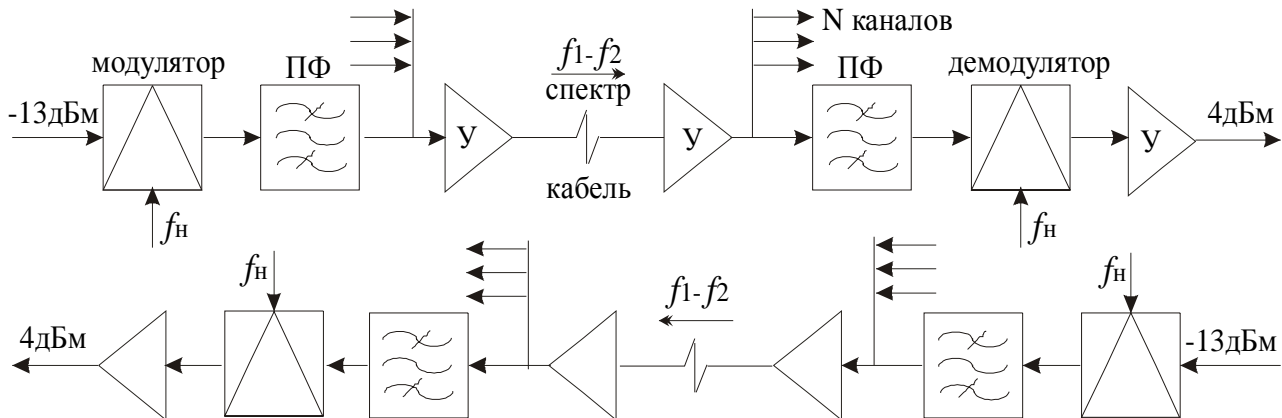 N каналов
модулятор
ПФ
f1-f2
ПФ
демодулятор
-13дБм
спектр
4дБм
У
У
У
кабель
fн
fн
fн
f1-f2
fн
4дБм
-13дБм